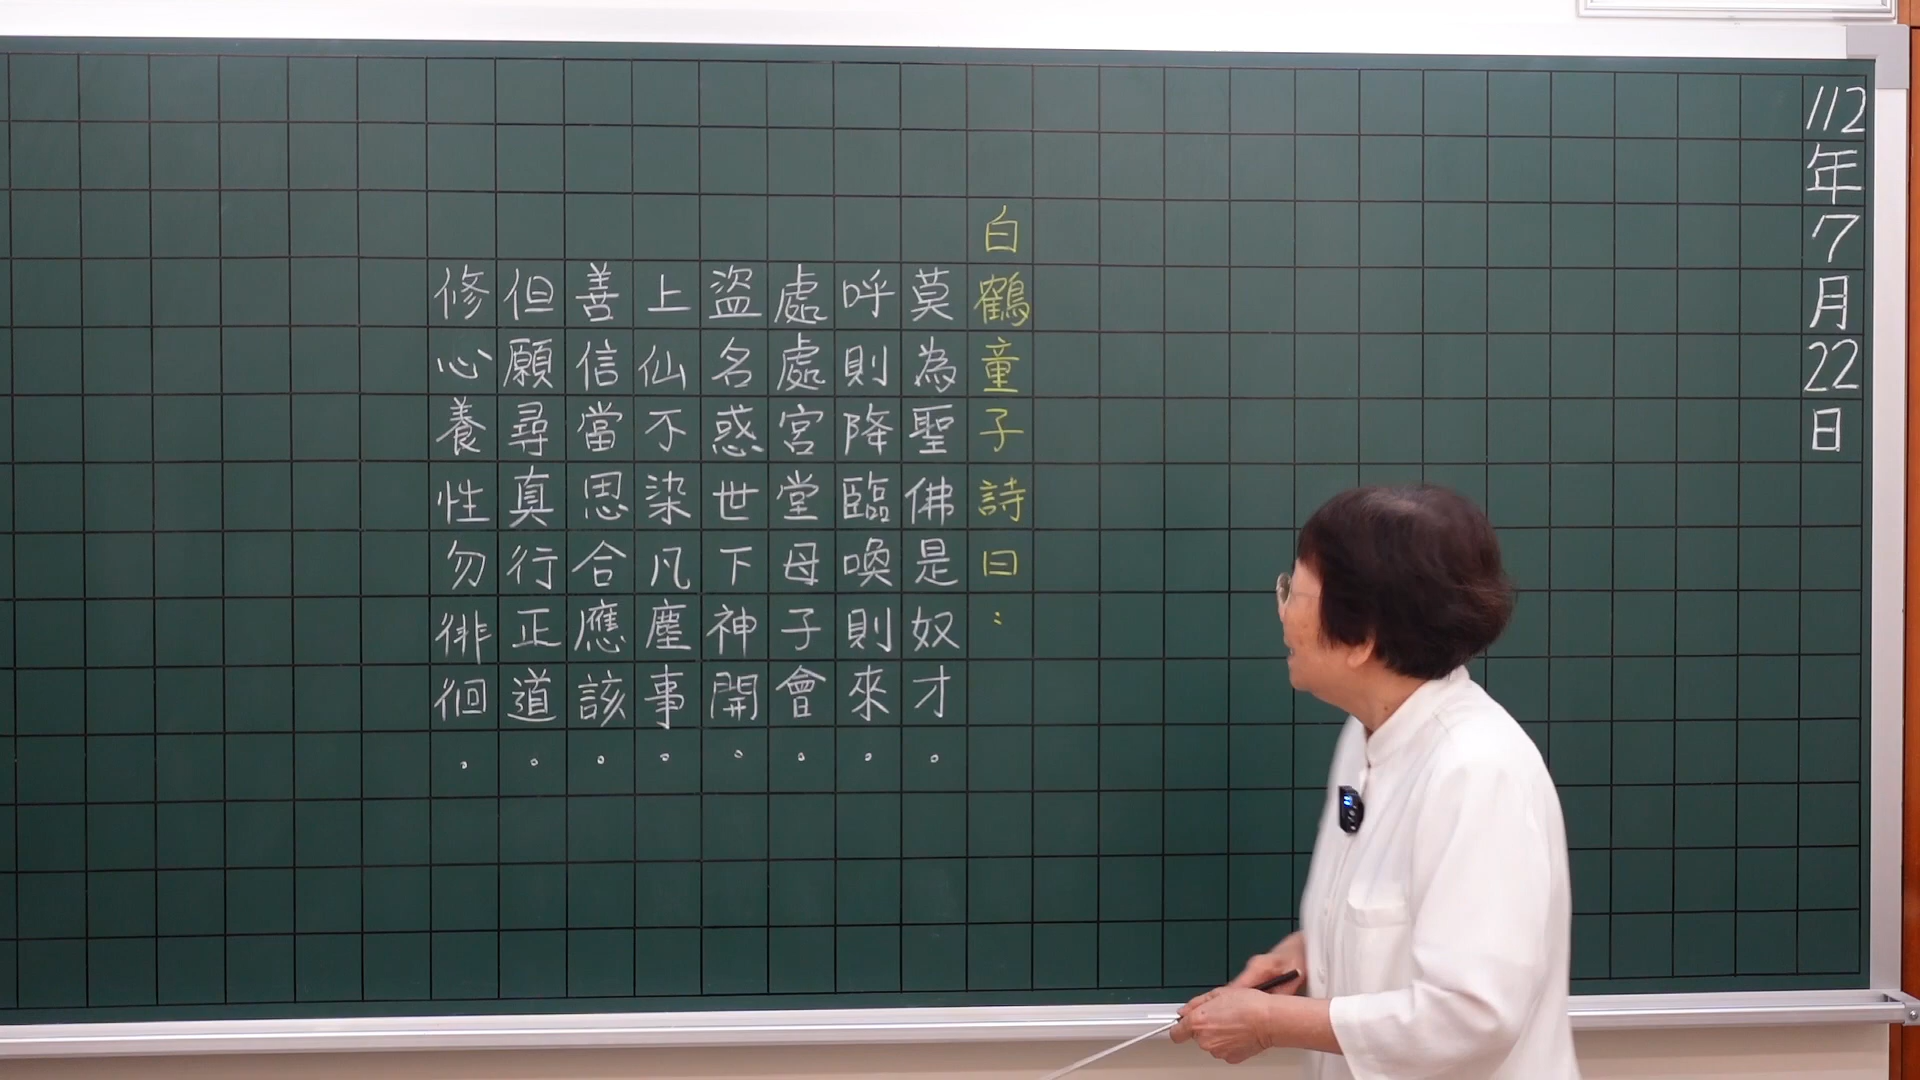 112年7月22日
白鶴童子詩曰：
莫為聖佛是奴才。
呼則降臨喚則來。
處處宮堂母子會。
盜名惑世下神開。
上仙不染凡塵事。
善信當思合應該。
但願尋真行正道。
修心養性勿徘徊。